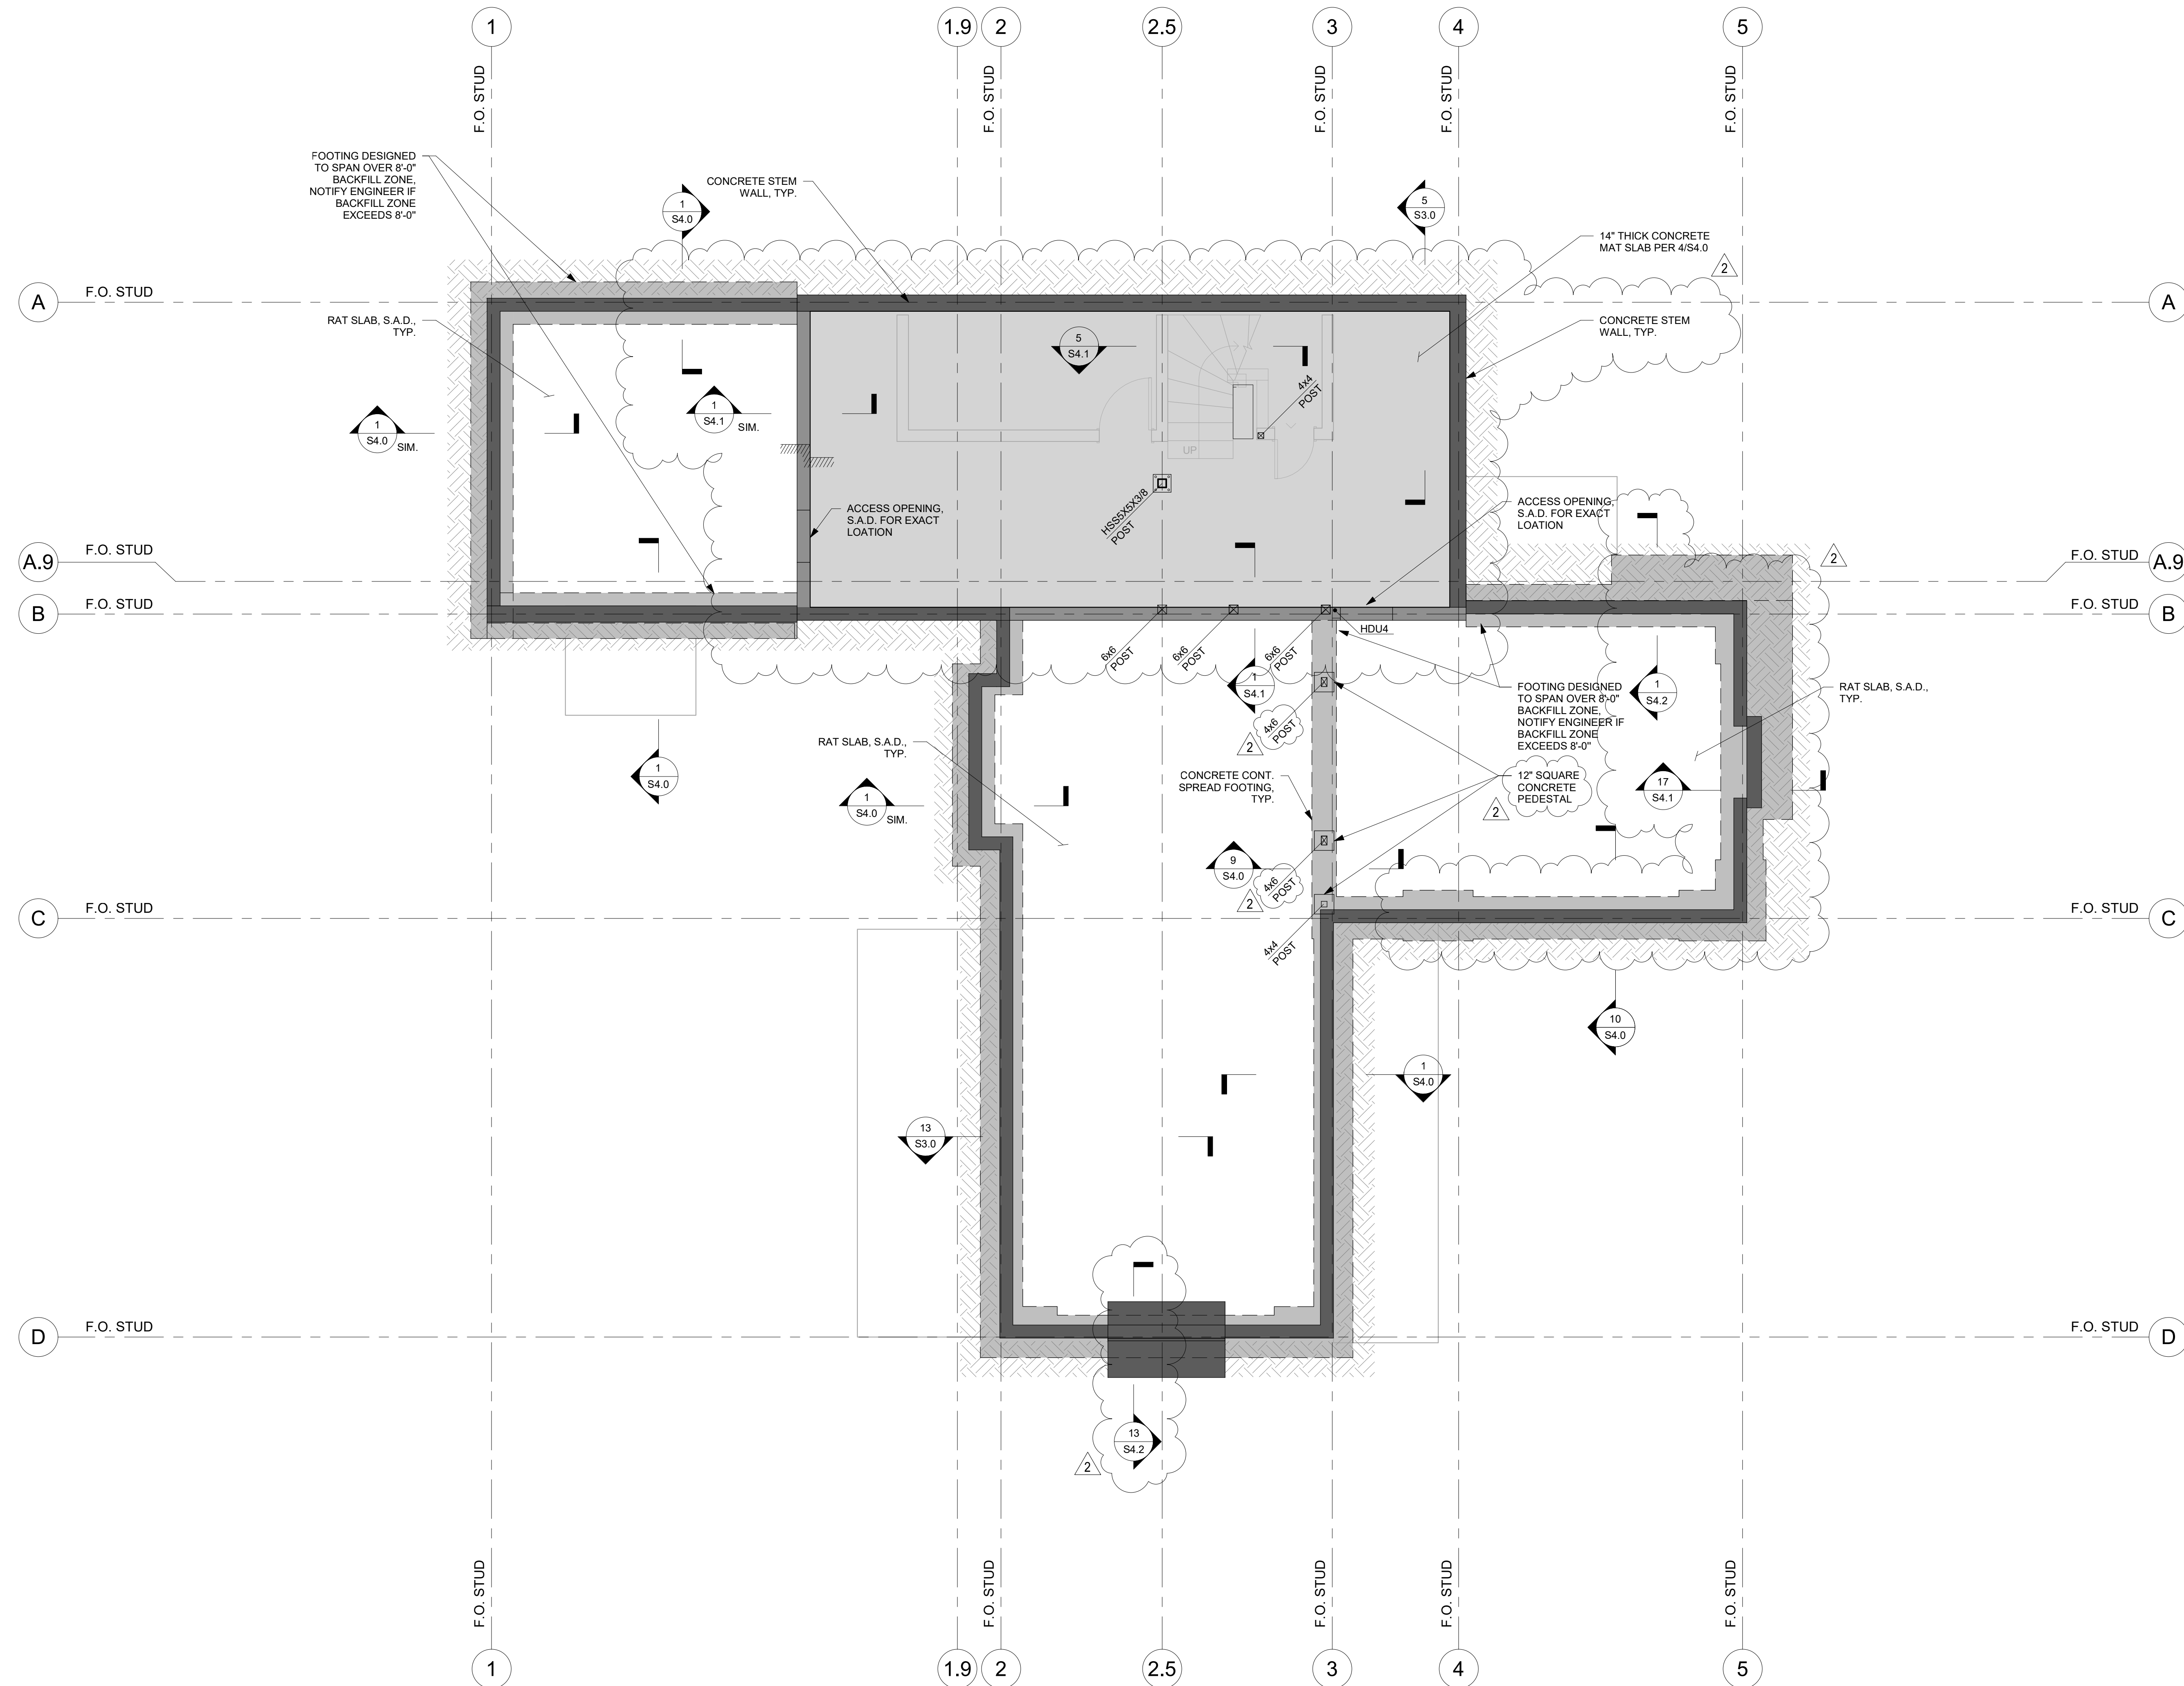 1
1.9
2
2.5
3
4
5
F.O. STUD
F.O. STUD
F.O. STUD
F.O. STUD
F.O. STUD
FOOTING DESIGNED
TO SPAN OVER 8'-0"
BACKFILL ZONE,
NOTIFY ENGINEER IF
BACKFILL ZONE
EXCEEDS 8'-0"
CONCRETE STEM
WALL, TYP.
1
S4.0
5
S3.0
14" THICK CONCRETE
MAT SLAB PER 4/S4.0
2
A
F.O. STUD
A
RAT SLAB, S.A.D.,
TYP.
CONCRETE STEM
WALL, TYP.
5
S4.1
4x4
POST
1
S4.0
SIM.
1
S4.1
SIM.
UP
HSS5X5X3/8
POST
ACCESS OPENING,
S.A.D. FOR EXACT
LOATION
ACCESS OPENING,
S.A.D. FOR EXACT
LOATION
A.9
F.O. STUD
F.O. STUD
A.9
2
B
F.O. STUD
F.O. STUD
B
HDU4
6x6
POST
6x6
POST
6x6
POST
1
S4.1
4x6
POST
2
FOOTING DESIGNED
TO SPAN OVER 8'-0"
BACKFILL ZONE,
NOTIFY ENGINEER IF
BACKFILL ZONE
EXCEEDS 8'-0"
1
S4.2
RAT SLAB, S.A.D.,
TYP.
RAT SLAB, S.A.D.,
TYP.
1
S4.0
1
S4.0
SIM.
CONCRETE CONT.
SPREAD FOOTING,
TYP.
12" SQUARE
CONCRETE
PEDESTAL
2
17
S4.1
9
S4.0
4x6
POST
2
C
F.O. STUD
F.O. STUD
C
4x4
POST
10
S4.0
1
S4.0
13
S3.0
D
F.O. STUD
F.O. STUD
D
13
S4.2
2
F.O. STUD
F.O. STUD
F.O. STUD
F.O. STUD
F.O. STUD
1
1.9
2
2.5
3
4
5